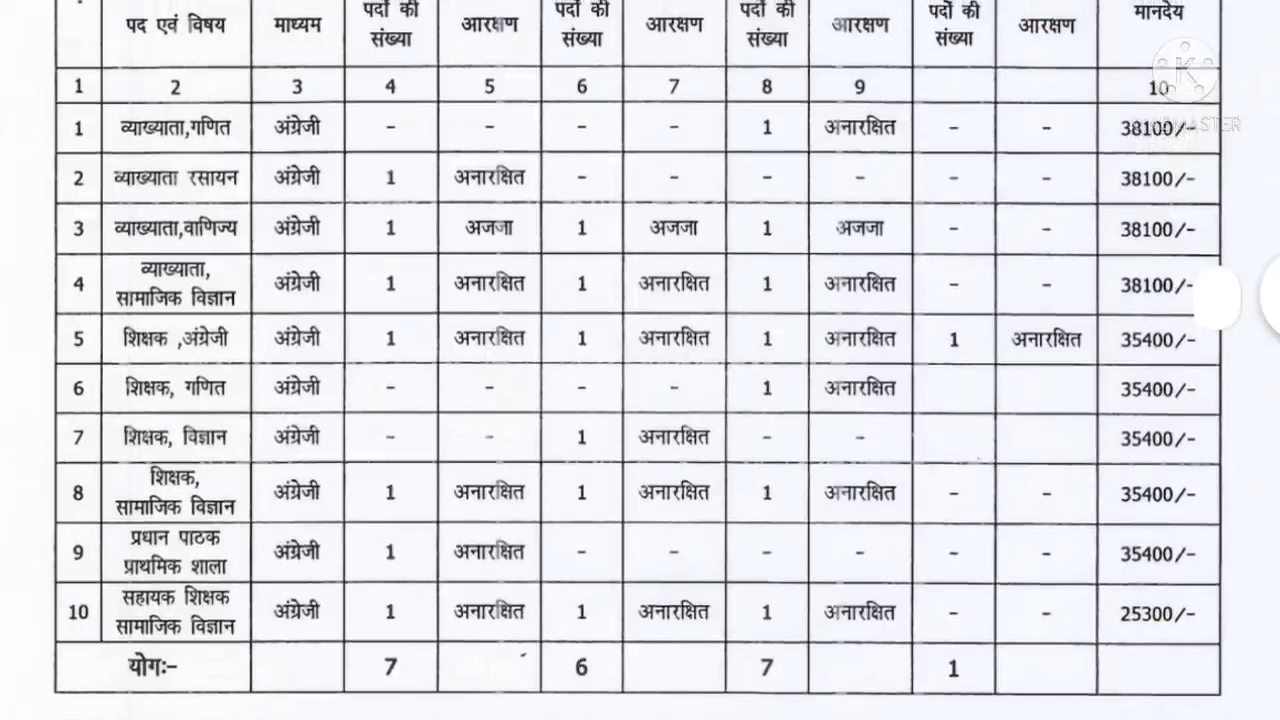 पद एवं विषय माध्यम पदों की संख्या आरक्षण पदों की संख्या आरक्षण पदों की संख्या आरक्षण पदों की संख्या आरक्षण मानदेय
1 2 3 4 5 6 7 8 9 10
1 व्याख्याता,गणित अंग्रेजी - - - - 1 अनारक्षित - - 38100/-
2 व्याख्याता रसायन अंग्रेजी 1 अनारक्षित - - - - - - 38100/-
3 व्याख्याता,वाणिज्य अंग्रेजी 1 अजजा 1 अजजा 1 अजजा - - 38100/-
4 व्याख्याता, सामाजिक विज्ञान अंग्रेजी 1 अनारक्षित 1 अनारक्षित 1 अनारक्षित - - 38100/-
5 शिक्षक ,अंग्रेजी अंग्रेजी 1 अनारक्षित 1 अनारक्षित 1 अनारक्षित 1 अनारक्षित 35400/-
6 शिक्षक, गणित अंग्रेजी - - - - 1 अनारक्षित 35400/-
7 शिक्षक, विज्ञान अंग्रेजी - - 1 अनारक्षित - - 35400/-
8 शिक्षक, सामाजिक विज्ञान अंग्रेजी 1 अनारक्षित 1 अनारक्षित 1 अनारक्षित - - 35400/-
9 प्रधान पाठक प्राथमिक शाला अंग्रेजी 1 अनारक्षित - - - - - - 35400/-
10 सहायक शिक्षक सामाजिक विज्ञान अंग्रेजी 1 अनारक्षित 1 अनारक्षित 1 अनारक्षित - - 25300/-
योगः- 7 6 7 1